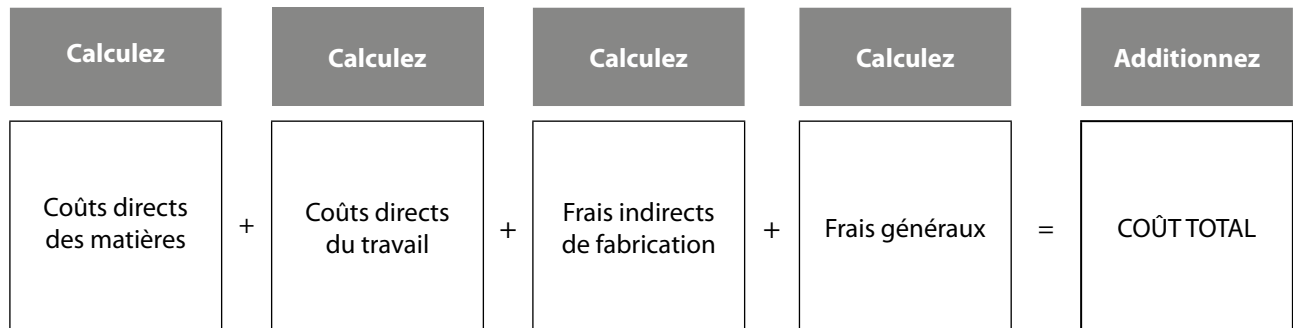 Calculez
Calculez
Calculez
Calculez
Additionnez
Coûts directs
des matières
+
Coûts directs
du travail
+
Frais indirects
de fabrication
+
Frais généraux
=
COÛT TOTAL